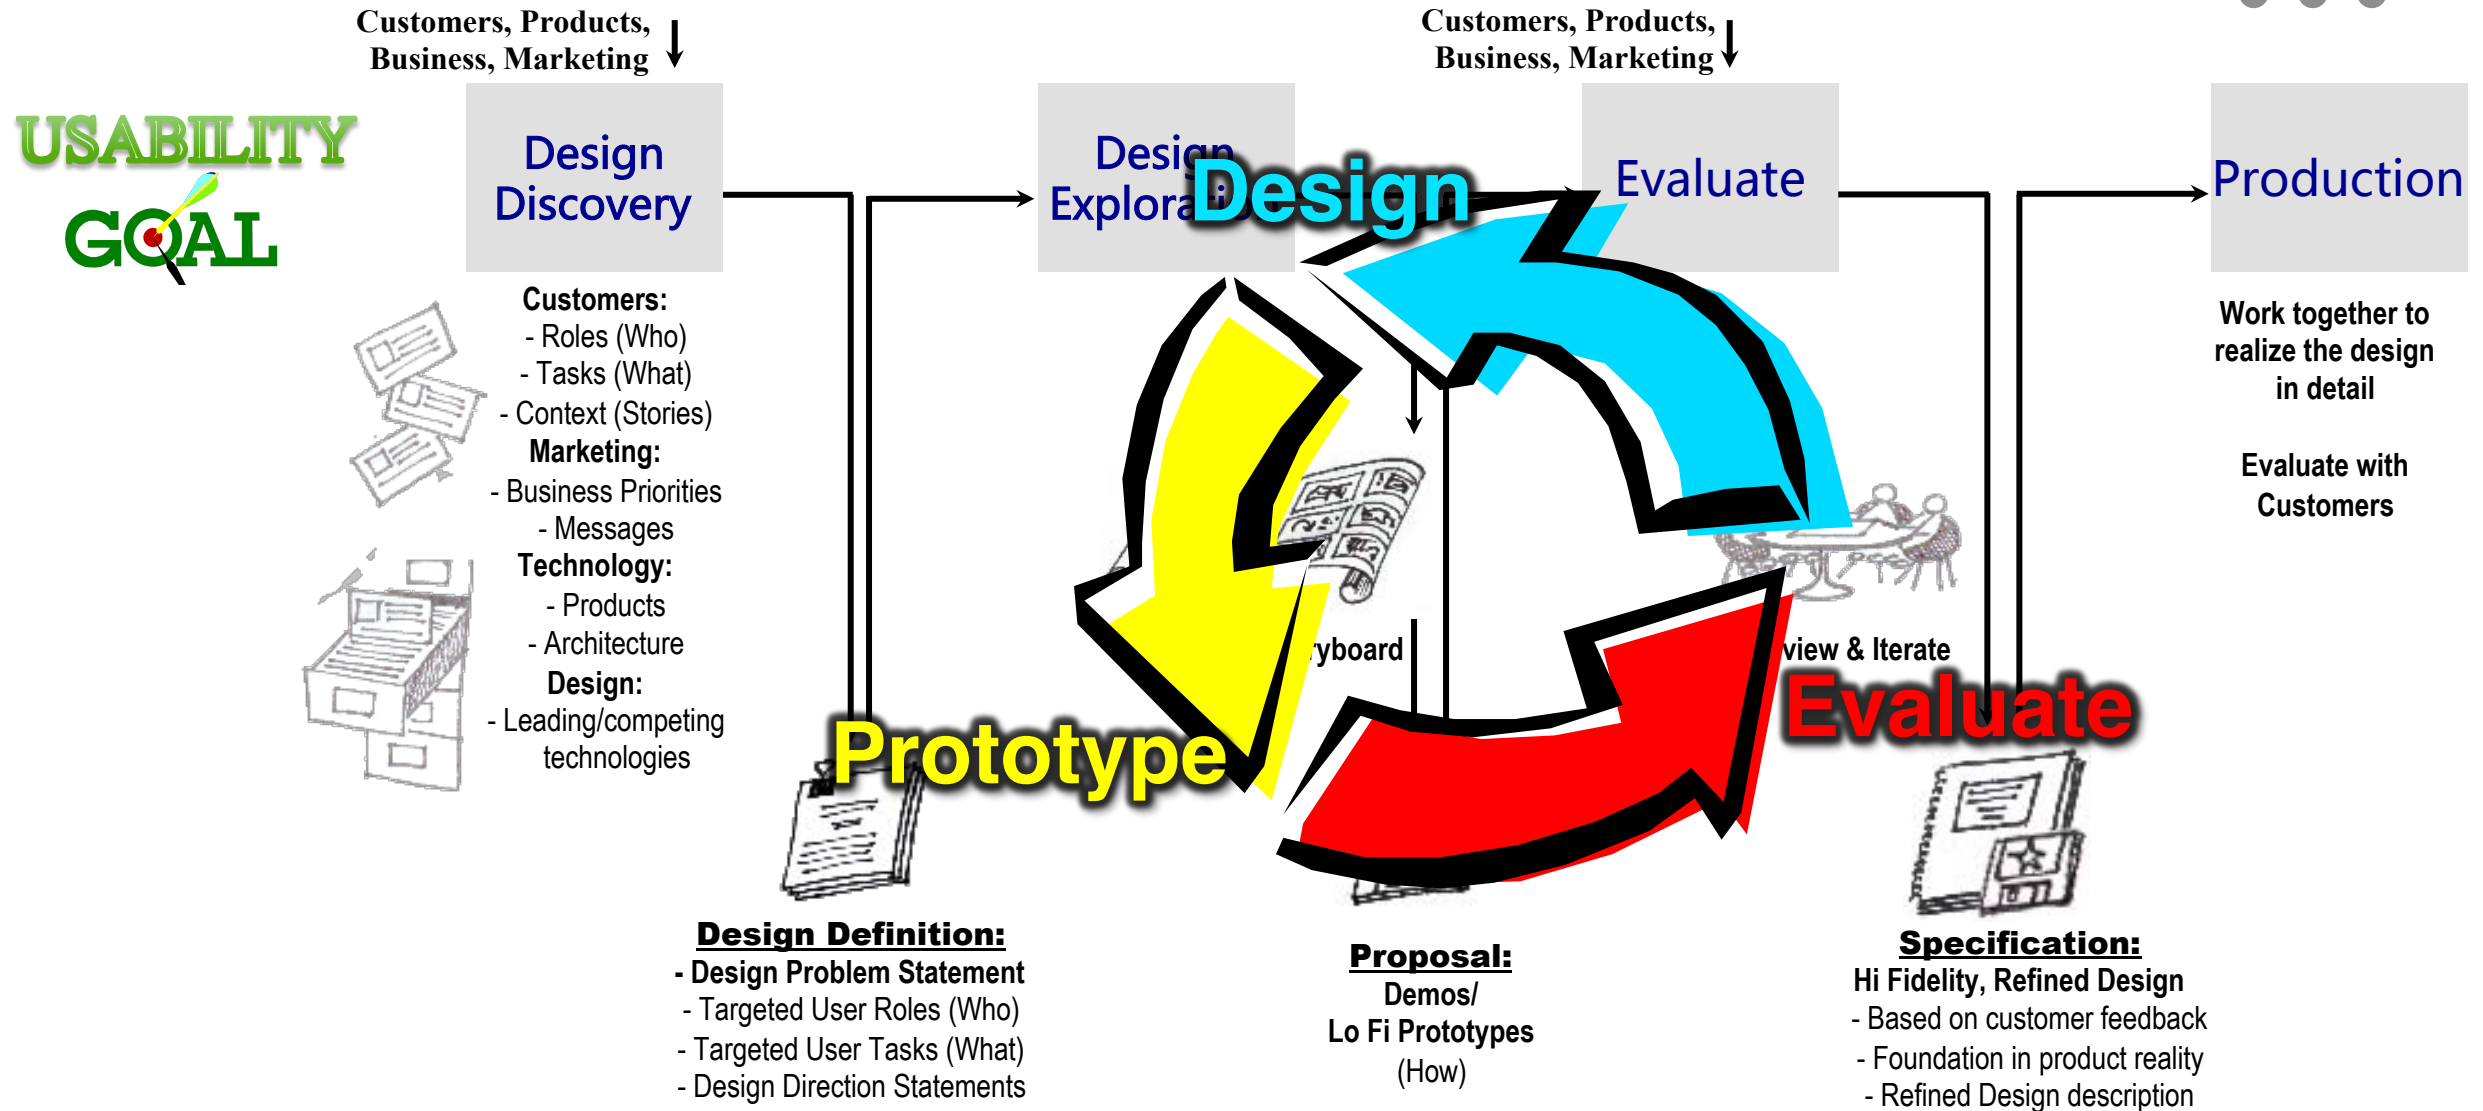 Customers, Products,
Business, Marketing
Customers, Products,
Business, Marketing
USABILITY
GOAL
Design
Discovery
Design
Exploration
Design
Evaluate
Production
Customers:
- Roles (Who)
- Tasks (What)
- Context (Stories)
Marketing:
- Business Priorities
- Messages
Technology:
- Products
- Architecture
Design:
- Leading/competing
technologies
Work together to
realize the design
in detail
Evaluate with
Customers
ryboard
view & Iterate
Prototype
Evaluate
Design Definition:
- Design Problem Statement
- Targeted User Roles (Who)
- Targeted User Tasks (What)
- Design Direction Statements
Proposal:
Demos/
Lo Fi Prototypes
(How)
Specification:
Hi Fidelity, Refined Design
- Based on customer feedback
- Foundation in product reality
- Refined Design description